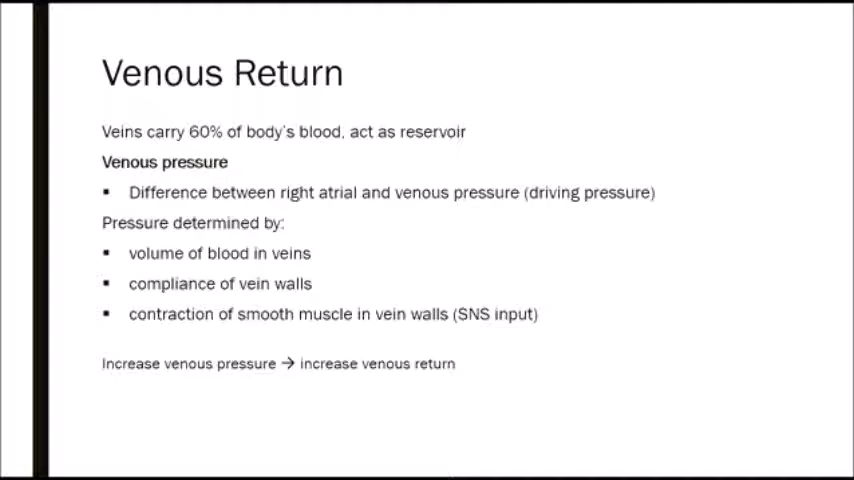 Venous Return
Veins carry 60% of body's blood, act as reservoir
Venous pressure
▪ Difference between right atrial and venous pressure (driving pressure)
Pressure determined by:
▪ volume of blood in veins
▪ compliance of vein walls
▪ contraction of smooth muscle in vein walls (SNS input)
Increase venous pressure → increase venous return